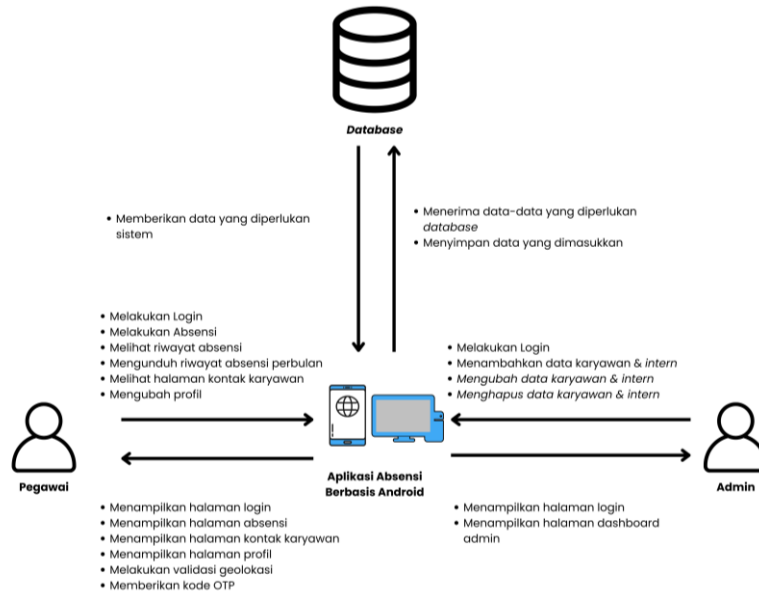 Database
• Memberikan data yang diperlukan
sistem
• Menerima data-data yang diperlukan
database
• Menyimpan data yang dimasukkan
• Melakukan Login
• Melakukan Absensi
• Melihat riwayat absensi
• Mengunduh riwayat absensi perbulan
• Melihat halaman kontak karyawan
• Mengubah profil
• Melakukan Login
• Menambahkan data karyawan & intern
• Mengubah data karyawan & intern
• Menghapus data karyawan & intern
Pegawai
Aplikasi Absensi
Berbasis Android
Admin
• Menampilkan halaman login
• Menampilkan halaman absensi
• Menampilkan halaman kontak karyawan
• Menampilkan halaman profil
• Melakukan validasi geolokasi
• Memberikan kode OTP
• Menampilkan halaman login
• Menampilkan halaman dashboard
admin